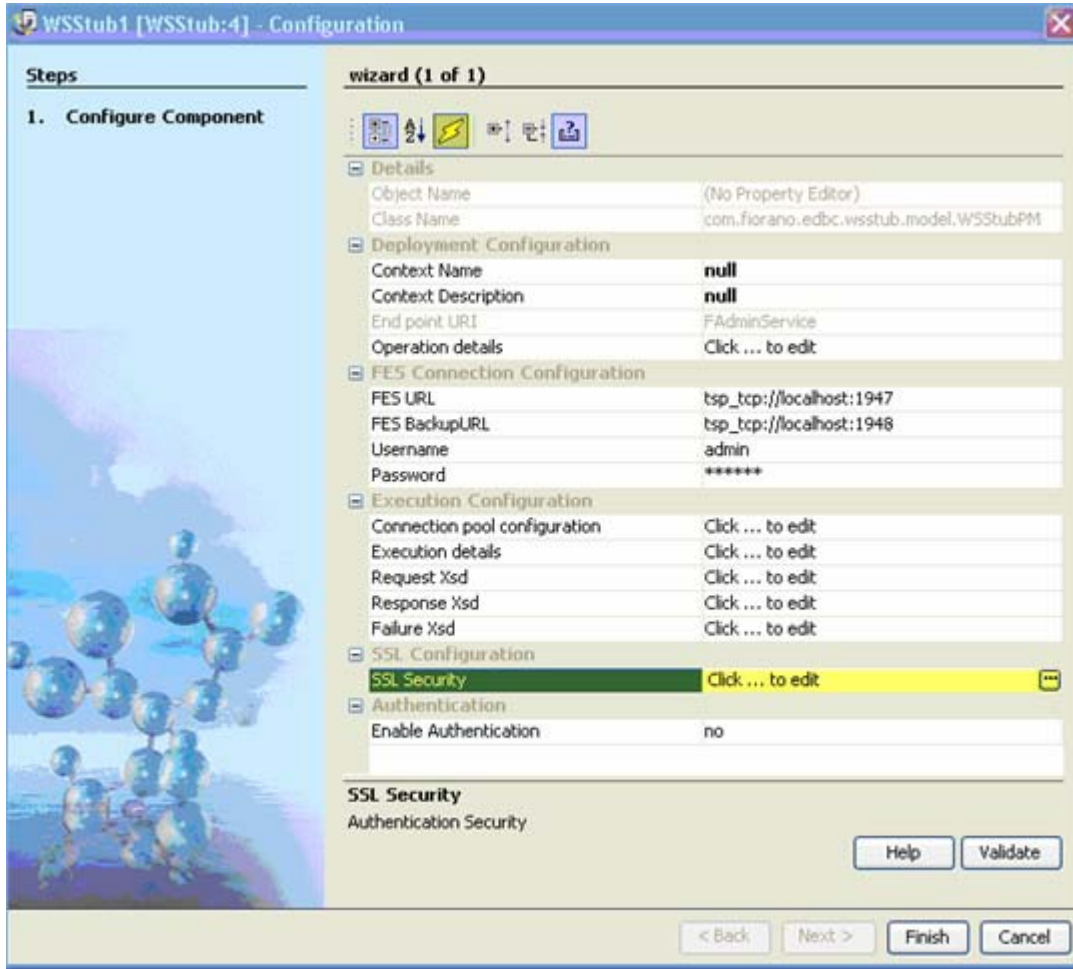 WSStub1 [WSStub:4] - Configuration
Steps
1. Configure Component
wizard (1 of 1)
Details
Object Name (No Property Editor)
Class Name com.fiorano.edbc.wsstub.model.WSStubPM
Deployment Configuration
Context Name null
Context Description null
End point URI FAdminService
Operation details Click ... to edit
FES Connection Configuration
FES URL tsp_tcp://localhost:1947
FES BackupURL tsp_tcp://localhost:1948
Username admin
Password ******
Execution Configuration
Connection pool configuration Click ... to edit
Execution details Click ... to edit
Request Xsd Click ... to edit
Response Xsd Click ... to edit
Failure Xsd Click ... to edit
SSL Configuration
SSL Security Click ... to edit ...
Authentication
Enable Authentication no
SSL Security
Authentication Security
Help Validate
< Back Next > Finish Cancel